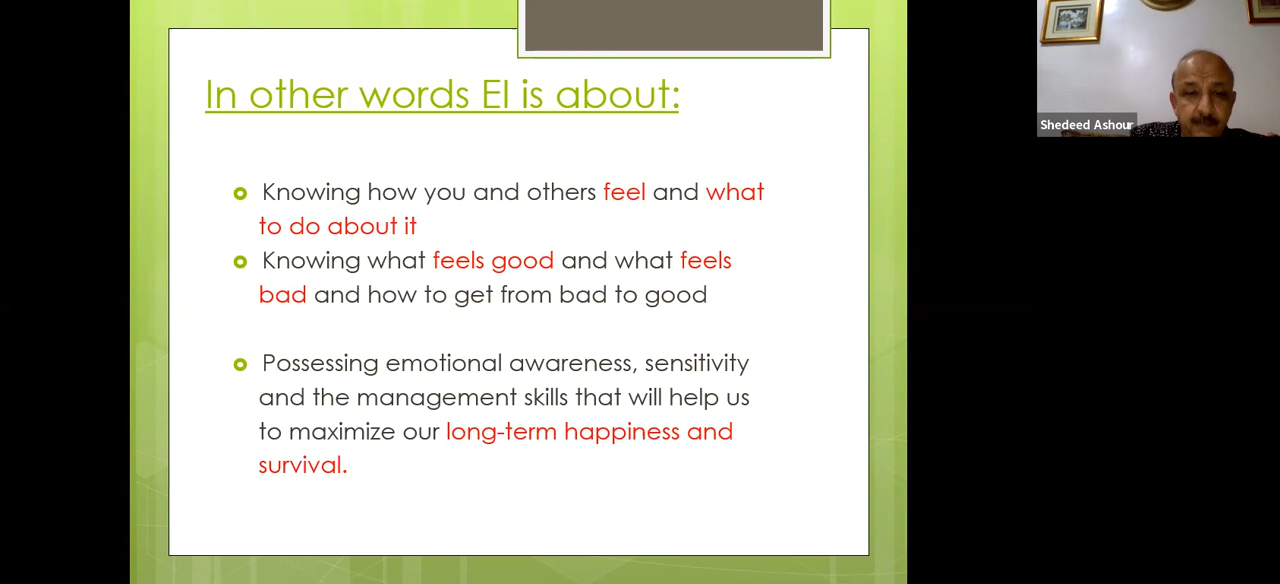 In other words EI is about:
Knowing how you and others feel and what
to do about it
Knowing what feels good and what feels
bad and how to get from bad to good
Possessing emotional awareness, sensitivity
and the management skills that will help us
to maximize our long-term happiness and
survival.
Shedeed Ashour